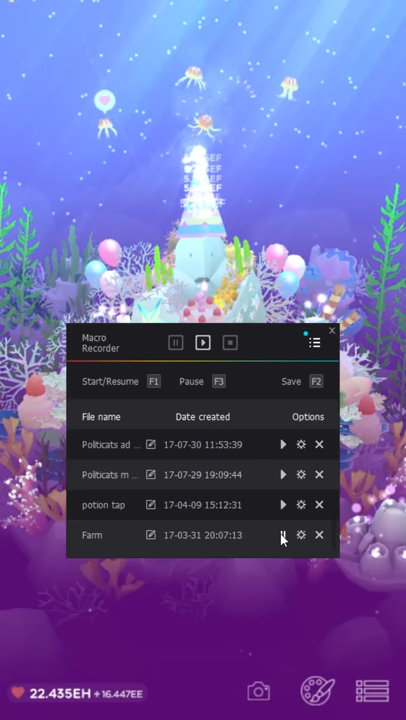 Macro
Recorder
Start/Resume F1 Pause F3 Save F2
File name Date created Options
Politicats ad ... 17-07-30 11:53:39
Politicats m ... 17-07-29 19:09:44
potion tap 17-04-09 15:12:31
Farm 17-03-31 20:07:13
22.435EH + 16.447EE